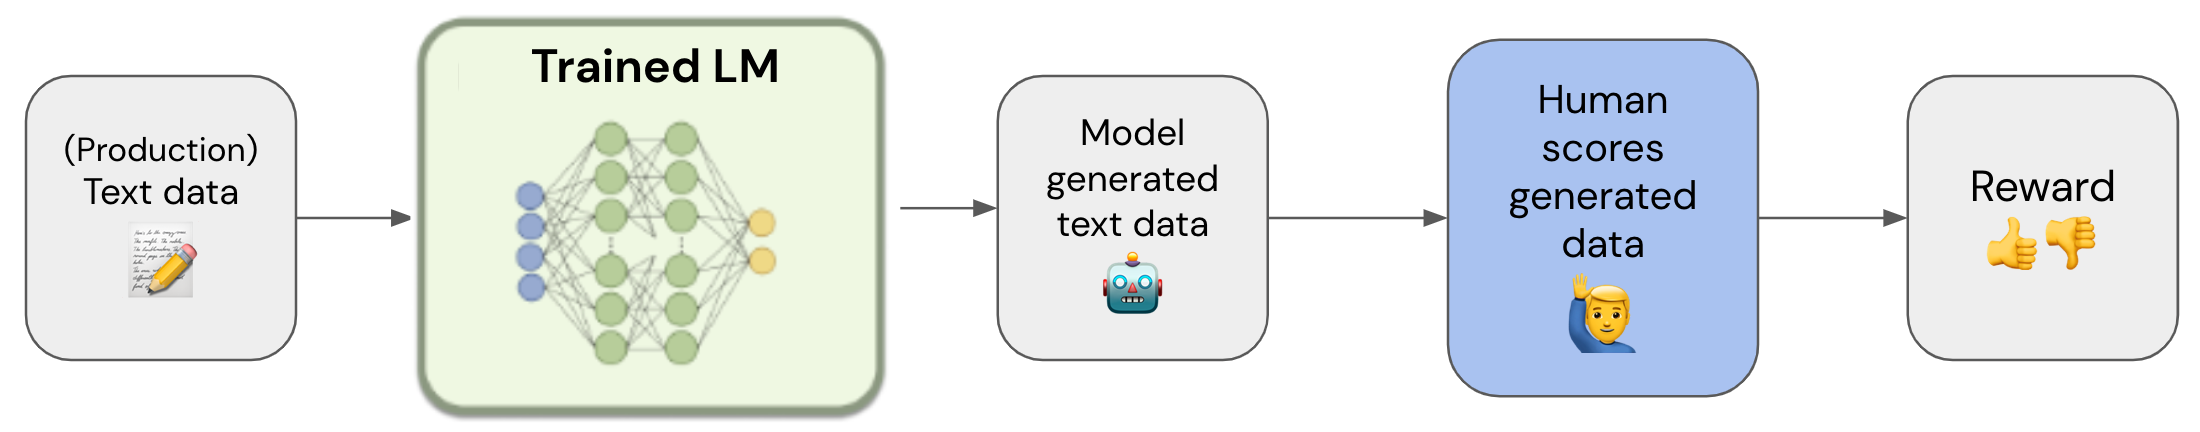 (Production)
Text data
Trained LM
Model
generated
text data
Human
scores
generated
data
Reward